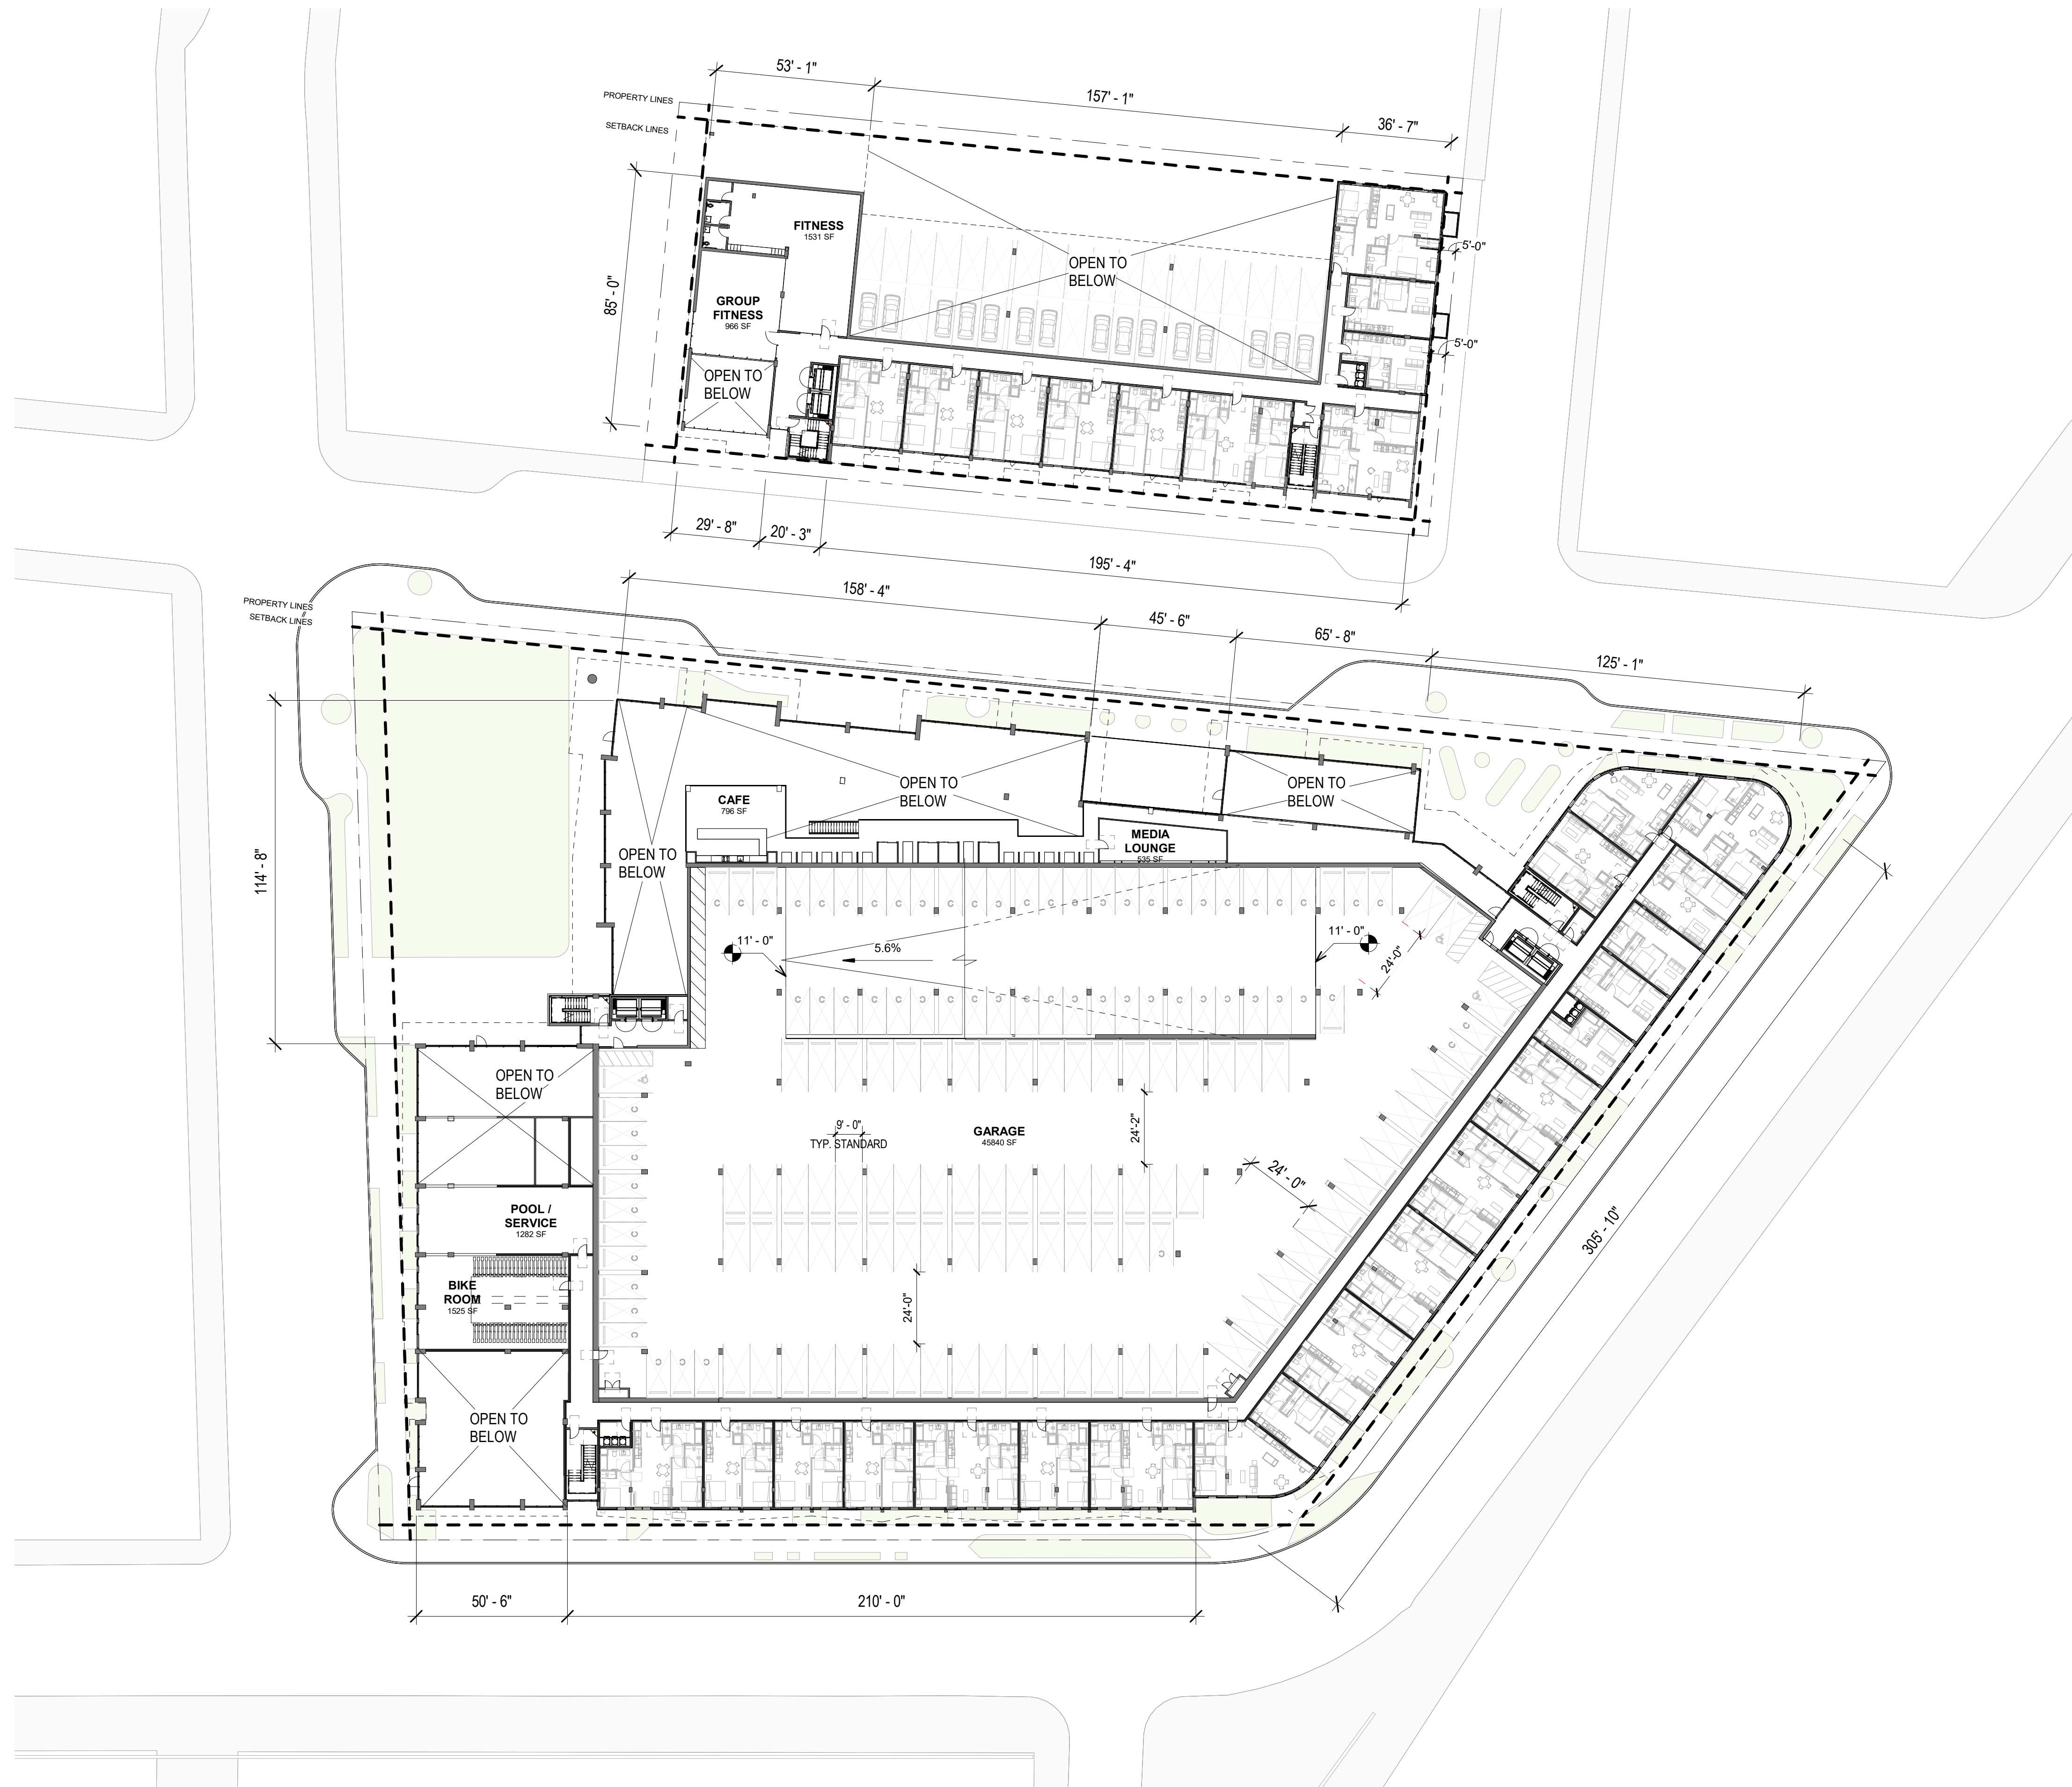 53' - 1"
157' - 1"
36' - 7"
PROPERTY LINES
SETBACK LINES
85' - 0"
FITNESS
1531 SF
5'-0"
OPEN TO
BELOW
GROUP
FITNESS
966 SF
5'-0"
OPEN TO
BELOW
29' - 8"
20' - 3"
195' - 4"
158' - 4"
45' - 6"
65' - 8"
125' - 1"
PROPERTY LINES
SETBACK LINES
114' - 8"
OPEN TO
BELOW
OPEN TO
BELOW
CAFE
796 SF
MEDIA
LOUNGE
535 SF
OPEN TO
BELOW
11' - 0"
5.6%
11' - 0"
24'-0"
OPEN TO
BELOW
9' - 0"
TYP. STANDARD
GARAGE
45840 SF
24'-2"
24' - 0"
POOL /
SERVICE
1282 SF
BIKE
ROOM
1525 SF
24'-0"
305' - 10"
OPEN TO
BELOW
50' - 6"
210' - 0"